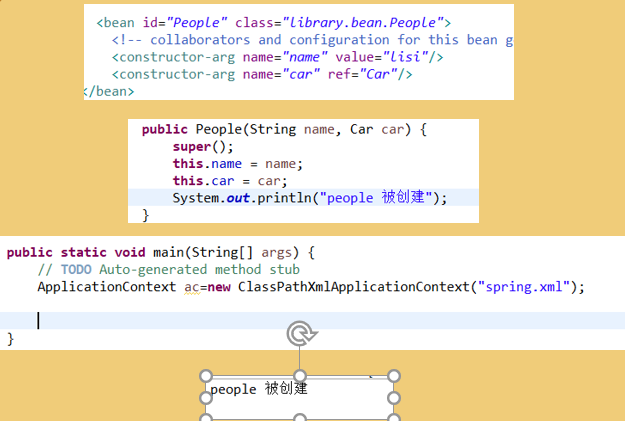 <bean id="People" class="library.bean.People">
<!-- collaborators and configuration for this bean g
<constructor-arg name="name" value="lisi"/>
<constructor-arg name="car" ref="Car"/>
</bean>
public People(String name, Car car) {
super();
this.name = name;
this.car = car;
System.out.println("people 被创建");
}
public static void main(String[] args) {
// TODO Auto-generated method stub
ApplicationContext ac=new ClassPathXmlApplicationContext("spring.xml");
}
people 被创建